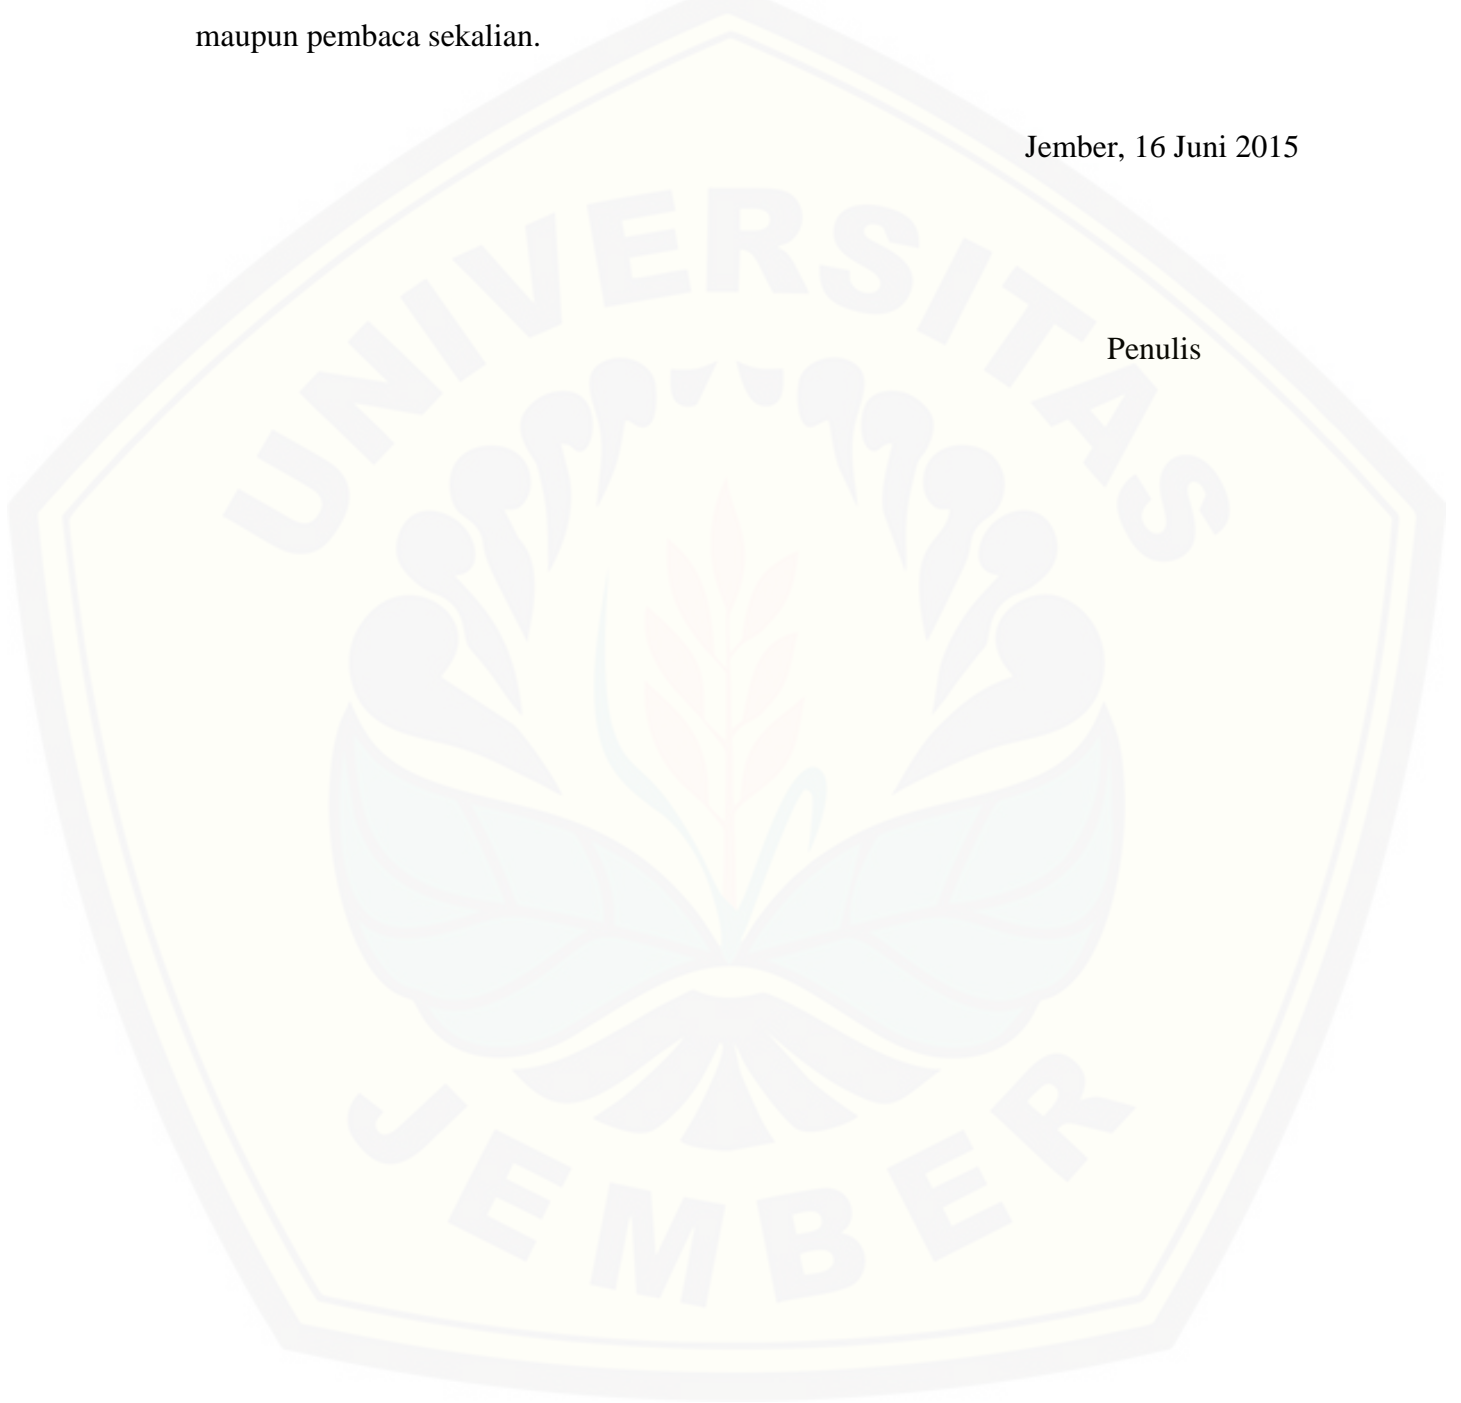 maupun pembaca sekalian.
Jember, 16 Juni 2015
UNIVERSITAS
Penulis
JEMBER